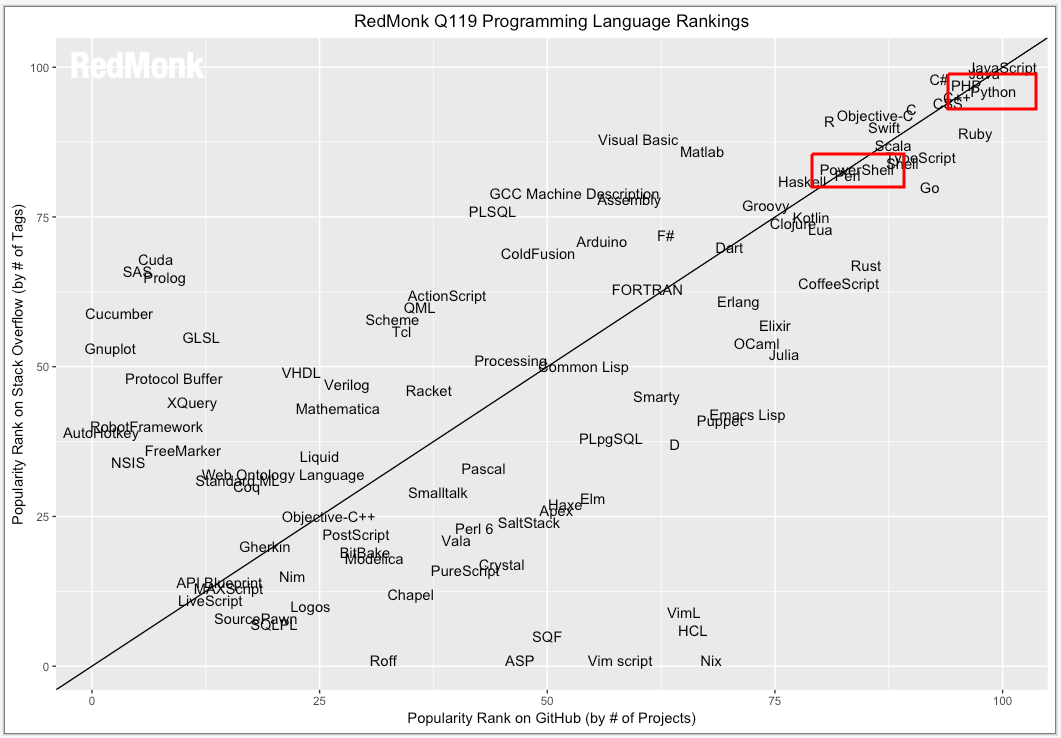 RedMonk Q119 Programming Language Rankings
RedMonk
100
JavaScript
Java
C#
PHP
Python
C++
CSS
C
Objective-C
R
Swift
Ruby
Visual Basic
Scala
Matlab
TypeScript
Shell
PowerShell
Perl
Haskell
Go
GCC Machine Description
Assembly
Groovy
PLSQL
75
Kotlin
Clojure
Lua
F#
Arduino
Dart
ColdFusion
Cuda
SAS
Prolog
Rust
CoffeeScript
FORTRAN
ActionScript
Erlang
QML
Cucumber
Scheme
Elixir
Tcl
GLSL
OCaml
Gnuplot
Julia
Processing
Common Lisp
50
VHDL
Protocol Buffer
Verilog
Racket
Smarty
XQuery
Mathematica
Emacs Lisp
Puppet
RobotFramework
AutoHotkey
PLpgSQL
D
FreeMarker
Liquid
NSIS
Pascal
Web Ontology Language
Standard ML
Coq
Smalltalk
Elm
Haxe
Apex
25
Objective-C++
SaltStack
Perl 6
PostScript
Vala
Gherkin
BitBake
Modelica
Crystal
PureScript
Nim
API Blueprint
MAXScript
Chapel
LiveScript
Logos
VimL
SourcePawn
SQLPL
HCL
SQF
0
Roff
ASP
Vim script
Nix
0
25
50
75
100
Popularity Rank on GitHub (by # of Projects)
Popularity Rank on Stack Overflow (by # of Tags)